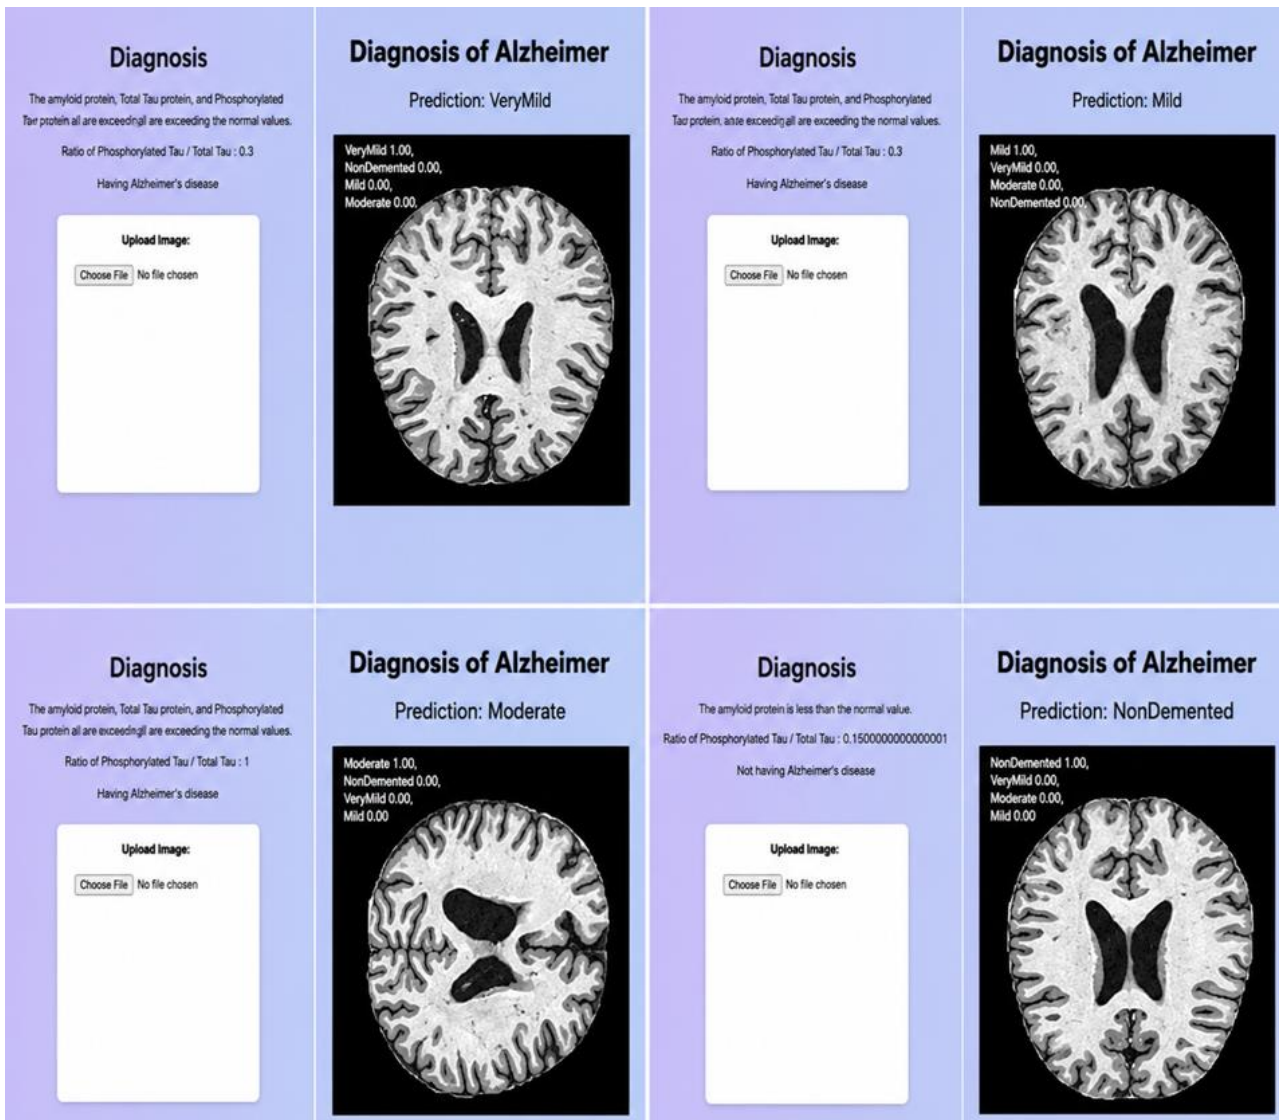 Diagnosis
The amyloid protein, Total Tau protein, and Phosphorylated
protein all are exceeding all are exceeding the normal values.
Ratio of Phosphorylated Tau / Total Tau : 0.3
Having Alzheimer's disease
Upload Image:
Choose File No file chosen
Diagnosis of Alzheimer
Prediction: VeryMild
VeryMild 1.00,
NonDemented 0.00,
Mild 0.00,
Moderate 0.00,
Diagnosis
The amyloid protein, Total Tau protein, and Phosphorylated
protein, all are exceeding the normal values.
Ratio of Phosphorylated Tau / Total Tau : 0.3
Having Alzheimer's disease
Upload Image:
Choose File No file chosen
Diagnosis of Alzheimer
Prediction: Mild
Mild 1.00,
VeryMild 0.00,
Moderate 0.00,
NonDemented 0.00,
Diagnosis
The amyloid protein, Total Tau protein, and Phosphorylated
Tau protein all are are exceeding the normal values.
Ratio of Phosphorylated Tau / Total Tau : 1
Having Alzheimer's disease
Upload Image:
Choose File No file chosen
Diagnosis of Alzheimer
Prediction: Moderate
Moderate 1.00,
NonDemented 0.00,
VeryMild 0.00,
Mild 0.00
Diagnosis
The amyloid protein is less than the normal value.
Ratio of Phosphorylated Tau / Total Tau : 0.1500000000000001
Not having Alzheimer's disease
Upload Image:
Choose File No file chosen
Diagnosis of Alzheimer
Prediction: NonDemented
NonDemented 1.00,
VeryMild 0.00,
Moderate 0.00,
Mild 0.00